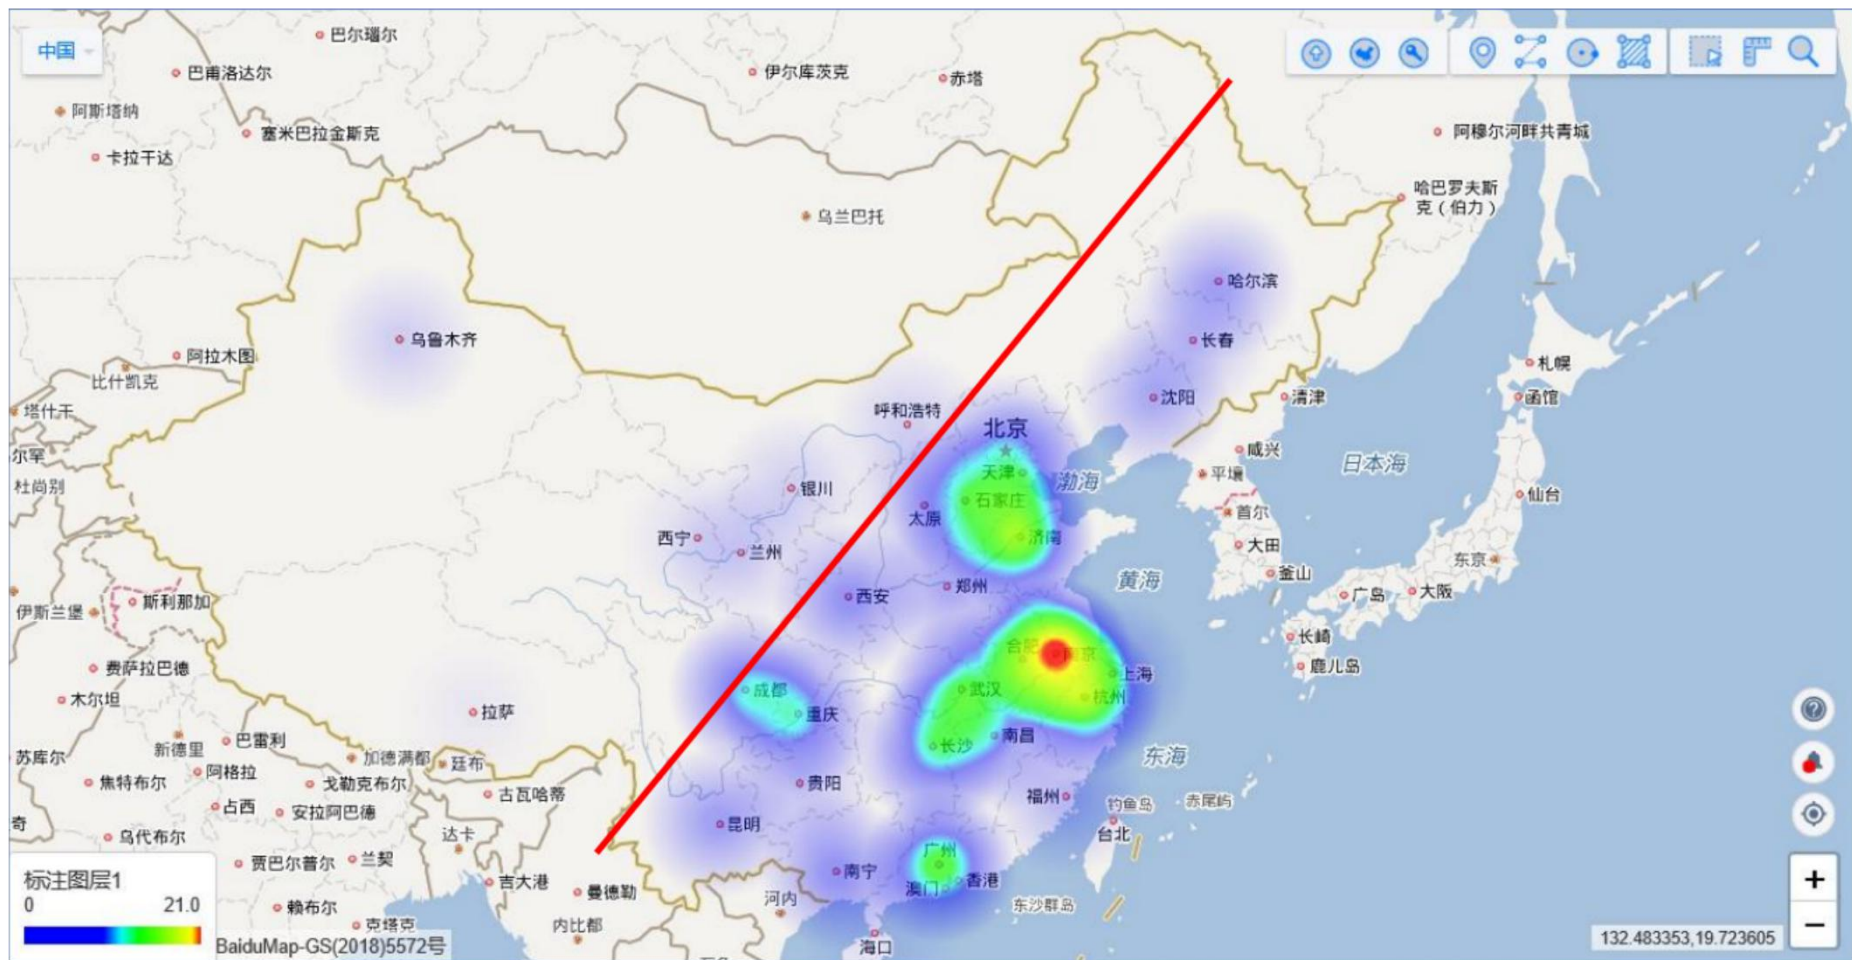 中国
巴尔瑙尔
巴甫洛达尔
伊尔库茨克
赤塔
阿斯塔纳
塞米巴拉金斯克
阿穆尔河畔共青城
卡拉干达
哈巴罗夫斯
克（伯力）
乌兰巴托
哈尔滨
乌鲁木齐
长春
阿拉木图
札幌
比什凯克
沈阳
清津
函馆
塔什干
呼和浩特
北京
咸兴
尔罕
日本海
天津
渤海
平壤
杜尚别
银川
石家庄
仙台
太原
首尔
西宁
兰州
济南
大田
东京
黄海
釜山
郑州
西安
广岛
大阪
斯利那加
伊斯兰堡
长崎
合肥
南京
费萨拉巴德
鹿儿岛
上海
木尔坦
成都
武汉
杭州
拉萨
重庆
新德里
巴雷利
南昌
长沙
苏库尔
加德满都
廷布
东海
阿格拉
焦特布尔
戈勒克布尔
古瓦哈蒂
贵阳
福州
钓鱼岛
赤尾屿
占西
安拉阿巴德
奇
昆明
台北
乌代布尔
达卡
广州
贾巴尔普尔
兰契
南宁
标注图层1
吉大港
曼德勒
澳门
香港
0
21.0
河内
东沙群岛
赖布尔
克塔克
内比都
BaiduMap-GS(2018)5572号
海口
132.483353,19.723605
+
−